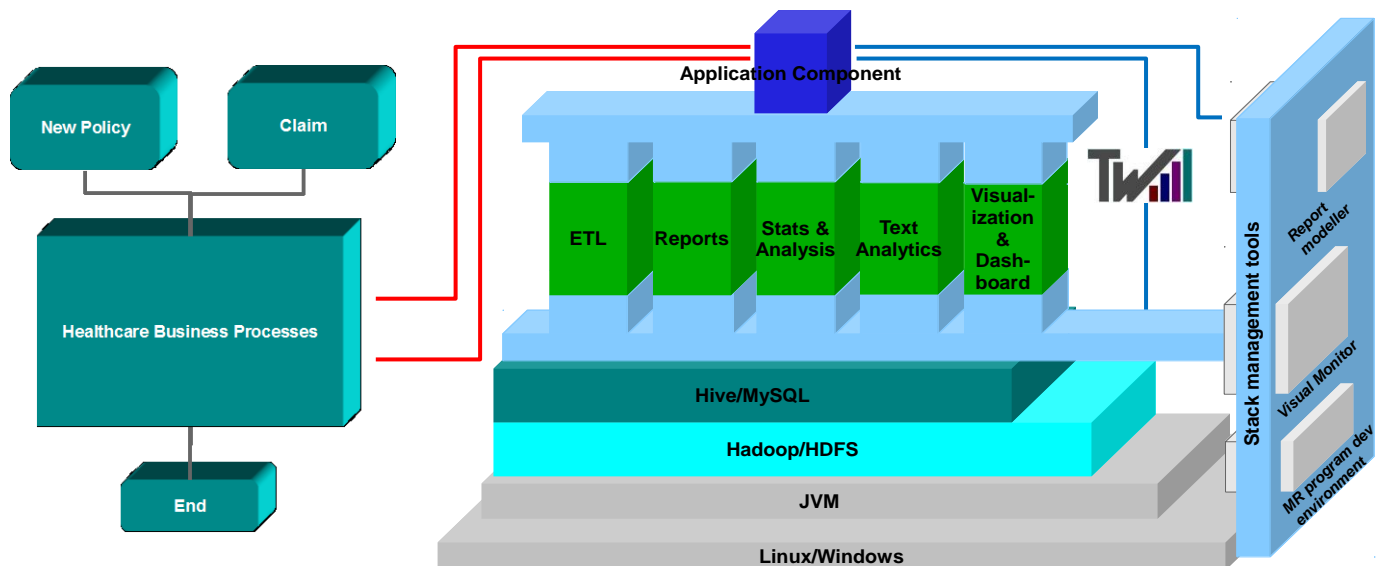 Application Component
New Policy
Claim
TW
ETL
Reports
Stats &
Analysis
Text
Analytics
Visual-
ization
&
Dash-
board
Healthcare Business Processes
Hive/MySQL
Hadoop/HDFS
JVM
Linux/Windows
End
Stack management tools
Report
modeller
Visual Monitor
MR program dev
environment